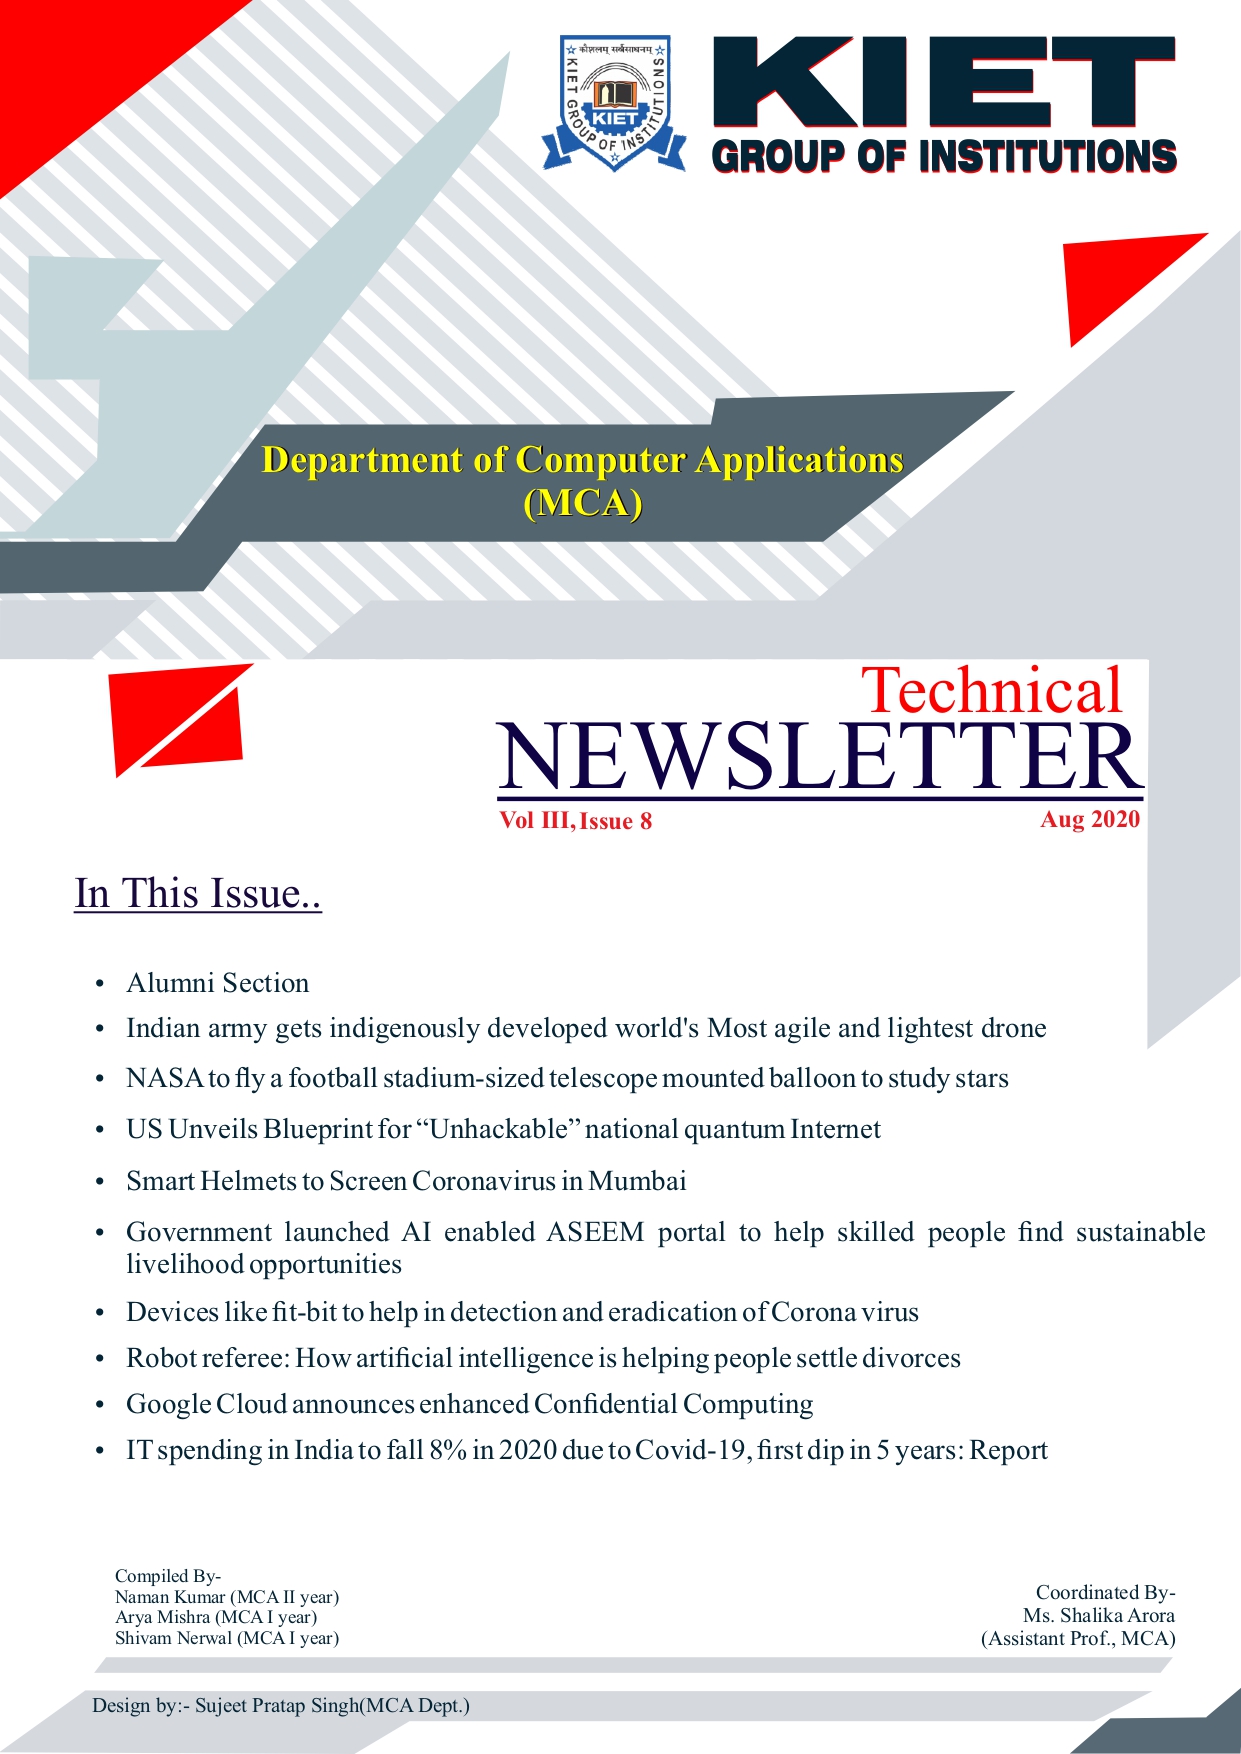 कौशलम् सर्वसाधनम्
KIET GROUP OF INSTITUTIONS
KIET
KIET
GROUP OF INSTITUTIONS
Department of Computer Applications
(MCA)
Technical
NEWSLETTER
Vol III, Issue 8 Aug 2020
In This Issue..
• Alumni Section
• Indian army gets indigenously developed world's Most agile and lightest drone
• NASA to fly a football stadium-sized telescope mounted balloon to study stars
• US Unveils Blueprint for “Unhackable” national quantum Internet
• Smart Helmets to Screen Coronavirus in Mumbai
• Government launched AI enabled ASEEM portal to help skilled people find sustainable
livelihood opportunities
• Devices like fit-bit to help in detection and eradication of Corona virus
• Robot referee: How artificial intelligence is helping people settle divorces
• Google Cloud announces enhanced Confidential Computing
• IT spending in India to fall 8% in 2020 due to Covid-19, first dip in 5 years: Report
Compiled By-
Naman Kumar (MCA II year)
Arya Mishra (MCA I year)
Shivam Nerwal (MCA I year)
Coordinated By-
Ms. Shalika Arora
(Assistant Prof., MCA)
Design by:- Sujeet Pratap Singh(MCA Dept.)